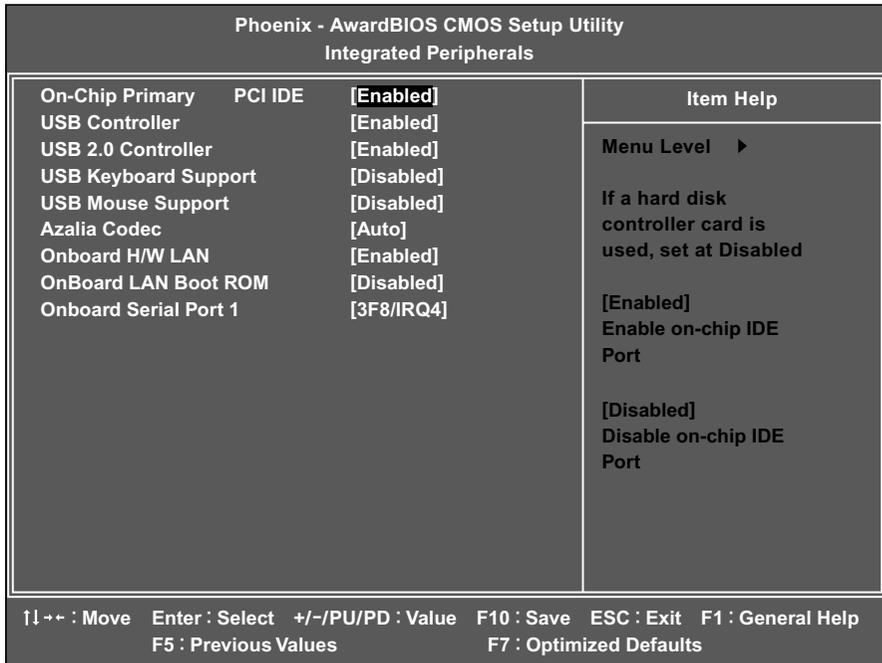 Phoenix - AwardBIOS CMOS Setup Utility
Integrated Peripherals
On-Chip Primary PCI IDE [Enabled]
USB Controller [Enabled]
USB 2.0 Controller [Enabled]
USB Keyboard Support [Disabled]
USB Mouse Support [Disabled]
Azalia Codec [Auto]
Onboard H/W LAN [Enabled]
OnBoard LAN Boot ROM [Disabled]
Onboard Serial Port 1 [3F8/IRQ4]
Item Help
Menu Level ▶
If a hard disk
controller card is
used, set at Disabled
[Enabled]
Enable on-chip IDE
Port
[Disabled]
Disable on-chip IDE
Port
↑↓→← : Move Enter : Select +/-/PU/PD : Value F10 : Save ESC : Exit F1 : General Help
F5 : Previous Values F7 : Optimized Defaults